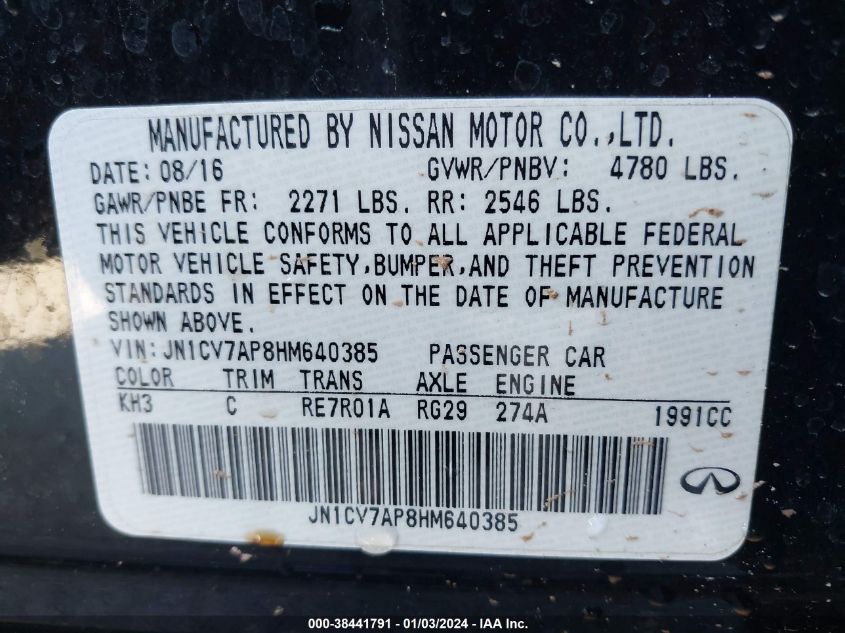 MANUFACTURED BY NISSAN MOTOR CO.,LTD.
DATE: 08/16 GVWR/PNBV: 4780 LBS.
GAWR/PNBE FR: 2271 LBS. RR: 2546 LBS.
THIS VEHICLE CONFORMS TO ALL APPLICABLE FEDERAL
MOTOR VEHICLE SAFETY,BUMPER,AND THEFT PREVENTION
STANDARDS IN EFFECT ON THE DATE OF MANUFACTURE
SHOWN ABOVE.
VIN:JN1CV7AP8HM640385 PASSENGER CAR
COLOR TRIM TRANS AXLE ENGINE
KH3 C RE7R01A RG29 274A 1991CC
JN1CV7AP8HM640385
000-38441791 - 01/03/2024 - IAA Inc.